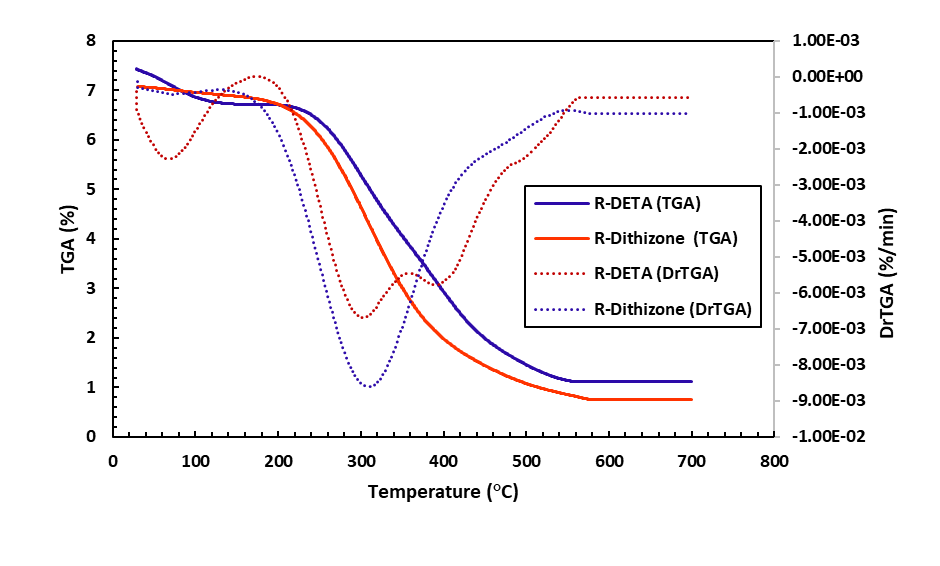 8
7
6
5
4
3
2
1
0
TGA (%)
1.00E-03
0.00E+00
-1.00E-03
-2.00E-03
-3.00E-03
-4.00E-03
-5.00E-03
-6.00E-03
-7.00E-03
-8.00E-03
-9.00E-03
-1.00E-02
DrTGA (%/min)
R-DETA (TGA)
R-Dithizone (TGA)
R-DETA (DrTGA)
R-Dithizone (DrTGA)
0 100 200 300 400 500 600 700 800
Temperature (°C)